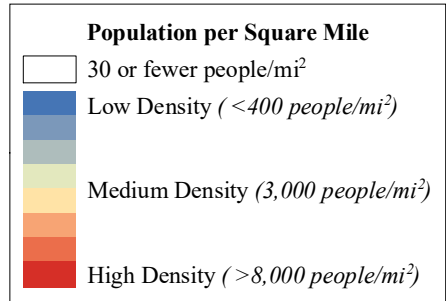 Population per Square Mile
30 or fewer people/mi²
Low Density ( <400 people/mi²)
Medium Density (3,000 people/mi²)
High Density ( >8,000 people/mi²)